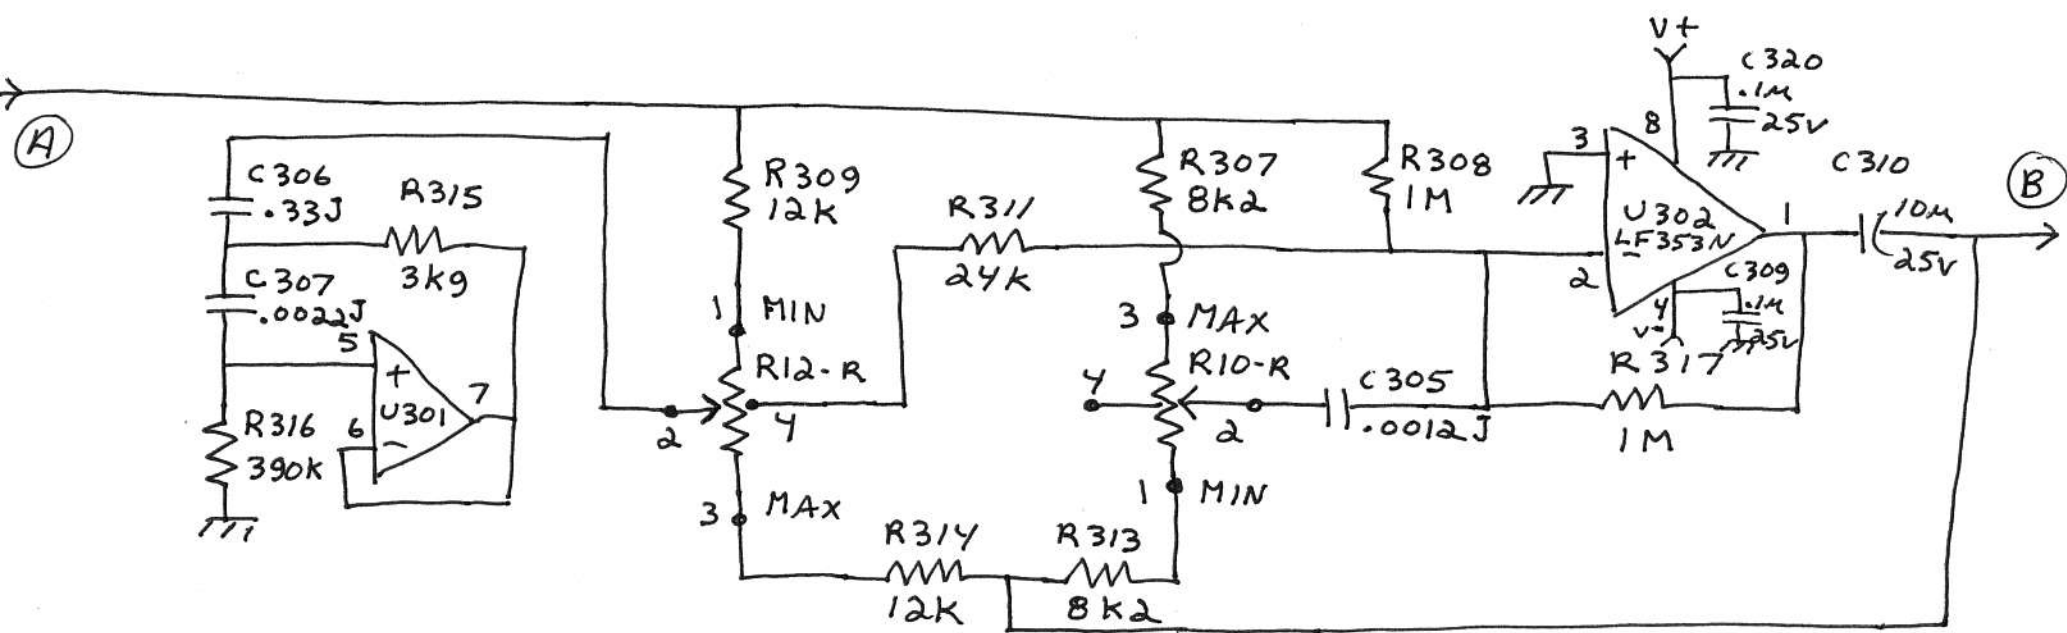 A
C306
.33J
R315
3k9
C307
.0022J
5
+
7
U301
6
-
R316
390K
R309
12K
1
MIN
R12-R
2
4
3
MAX
R311
24K
R307
8k2
R308
1M
3
MAX
R10-R
4
2
C305
.0012J
1
MIN
R314
12K
R313
8K2
V+
C320
.1M
25V
8
3
+
U302
LF353N
-
2
1
C310
10M
25V
B
C309
.1M
25V
4
V-
R317
1M